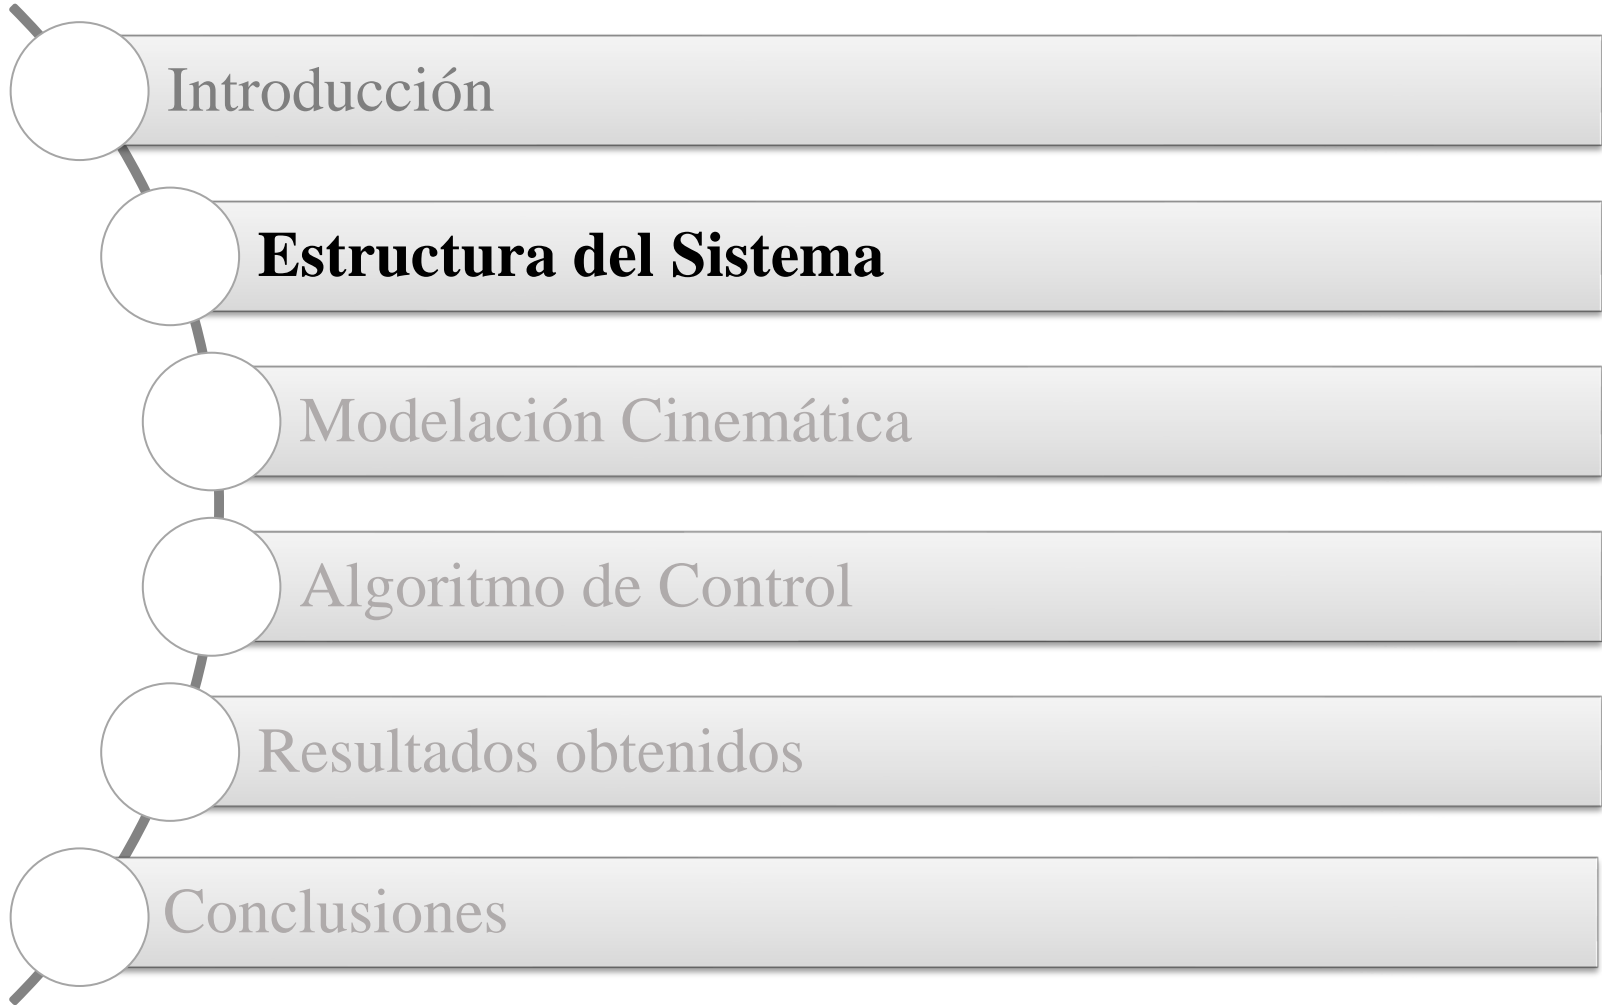 Introducción
Estructura del Sistema
Modelación Cinemática
Algoritmo de Control
Resultados obtenidos
Conclusiones